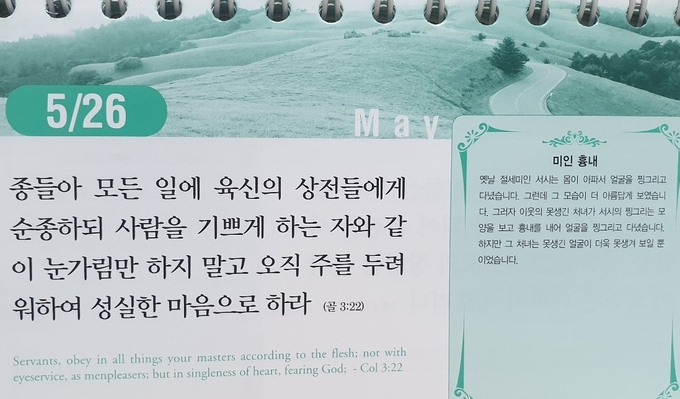 5/26
May
종들아 모든 일에 육신의 상전들에게
순종하되 사람을 기쁘게 하는 자와 같
이 눈가림만 하지 말고 오직 주를 두려
워하여 성실한 마음으로 하라 (골 3:22)
Servants, obey in all things your masters according to the flesh; not with
eyeservice, as menpleasers; but in singleness of heart, fearing God; - Col 3:22
미인 흉내
옛날 절세미인 서시는 몸이 아파서 얼굴을 찡그리고
다녔습니다. 그런데 그 모습이 더 아름답게 보였습니
다. 그러자 이웃의 못생긴 처녀가 서시의 찡그리는 모
양을 보고 흉내를 내어 얼굴을 찡그리고 다녔습니다.
하지만 그 처녀는 못생긴 얼굴이 더욱 못생겨 보일 뿐
이었습니다.